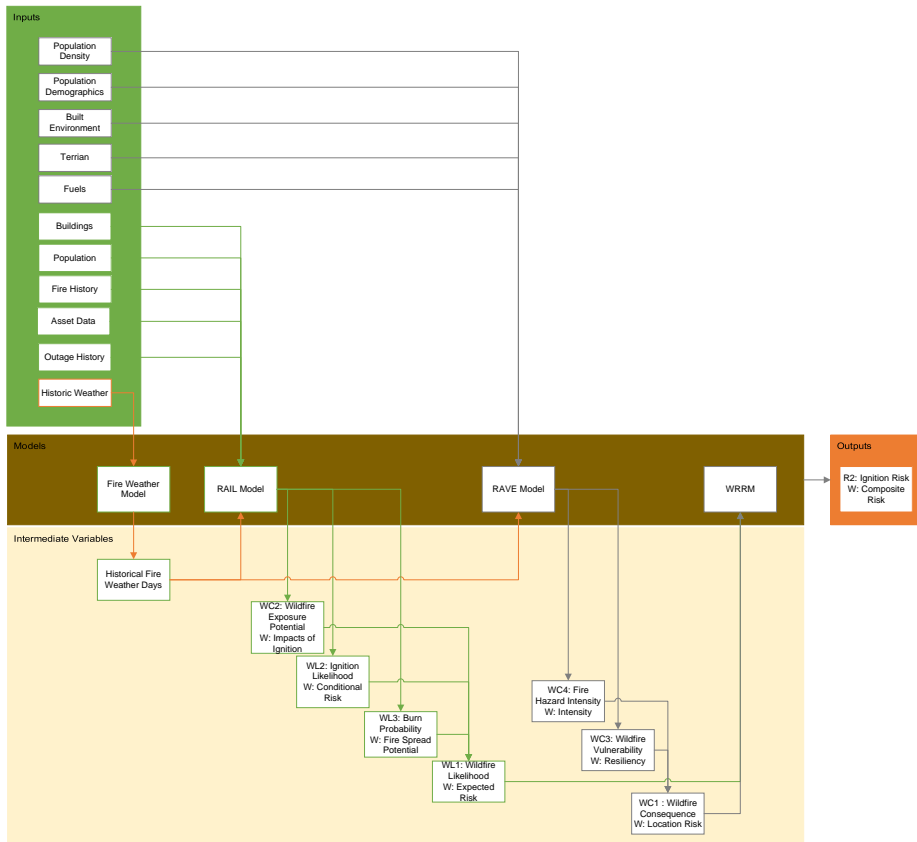 Inputs
Population
Density
Population
Demographics
Built
Environment
Terrian
Fuels
Buildings
Population
Fire History
Asset Data
Outage History
Historic Weather
Models
Fire Weather
Model
RAIL Model
RAVE Model
WRRM
Outputs
R2: Ignition Risk
W: Composite
Risk
Intermediate Variables
Historical Fire
Weather Days
WC2: Wildfire
Exposure
Potential
W: Impacts of
Ignition
WL2: Ignition
Likelihood
W: Conditional
Risk
WL3: Burn
Probability
W: Fire Spread
Potential
WL1: Wildfire
Likelihood
W: Expected
Risk
WC4: Fire
Hazard Intensity
W: Intensity
WC3: Wildfire
Vulnerability
W: Resiliency
WC1 : Wildfire
Consequence
W: Location Risk